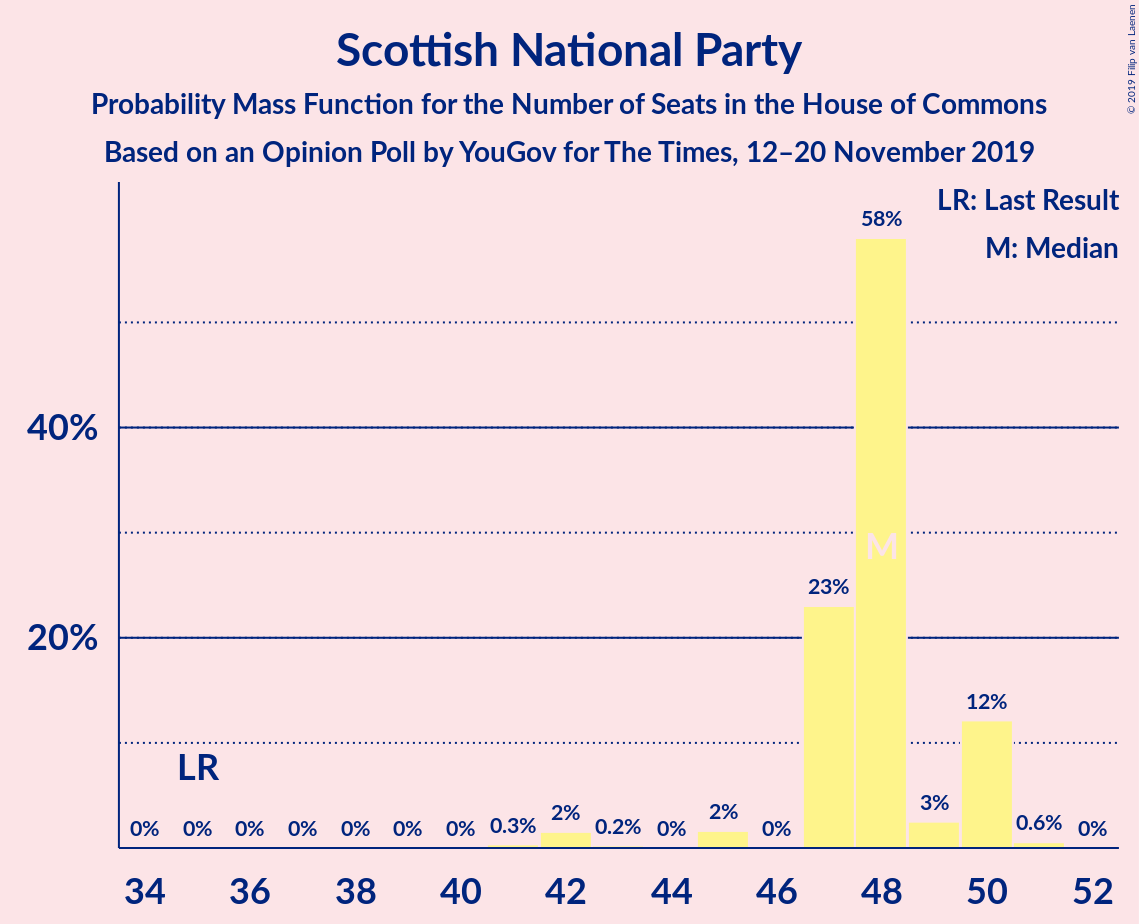 Scottish National Party
Probability Mass Function for the Number of Seats in the House of Commons
Based on an Opinion Poll by YouGov for The Times, 12–20 November 2019
© 2019 Filip van Laenen
LR: Last Result
M: Median
58%
40%
M
23%
20%
12%
LR
0% 0% 0% 0% 0% 0% 0% 0.3% 2% 0.2% 0% 2% 0% 3% 0.6% 0%
34 36 38 40 42 44 46 48 50 52